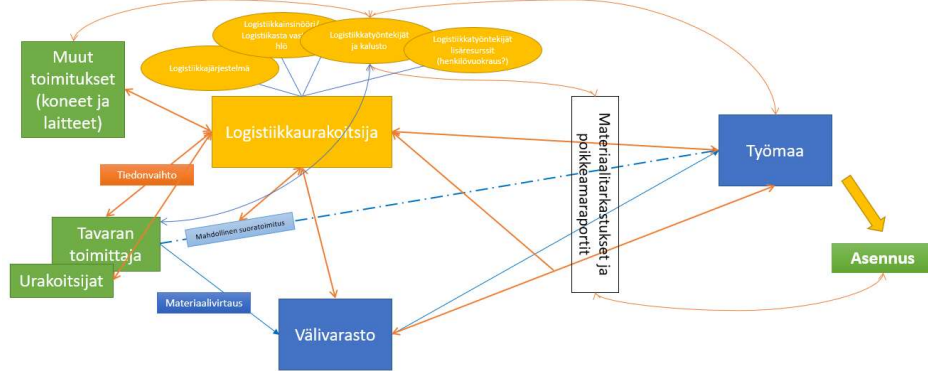 Logistiikkainsinööri /
Logistiikasta vas
hlö
Logistiikkatyöntekijät
ja kalusto
Logistiikkatyöntekijät
lisäresurssit
(henkilövuokraus?)
Logistiikkajärjestelmä
Muut
toimitukset
(koneet ja
laitteet)
Logistiikkaurakoitsija
Materiaalitarkastukset ja
poikkeamaraportit
Työmaa
Tiedonvaihto
Tavaran
toimittaja
Mahdollinen suoratoimitus
Urakoitsijat
Asennus
Materiaalivirtaus
Välivarasto